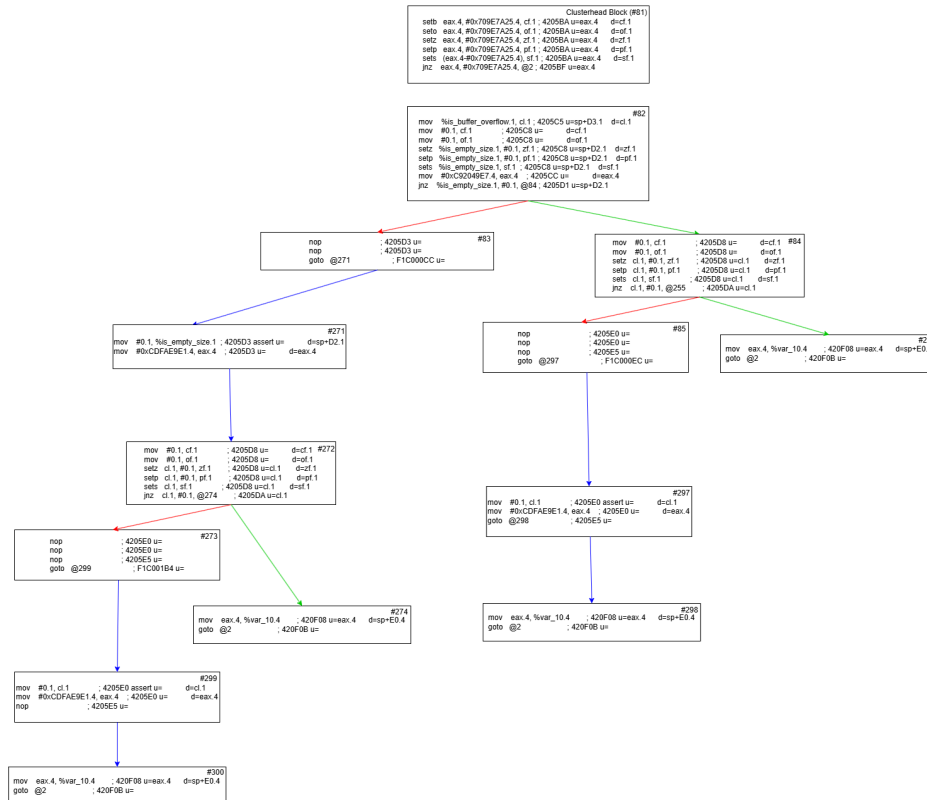 Clusterhead Block (#81)
setb eax.4, #0x709E7A25.4, cf.1 ; 4205BA u=eax.4 d=cf.1
seto eax.4, #0x709E7A25.4, of.1 ; 4205BA u=eax.4 d=of.1
setz eax.4, #0x709E7A25.4, zf.1 ; 4205BA u=eax.4 d=zf.1
setp eax.4, #0x709E7A25.4, pf.1 ; 4205BA u=eax.4 d=pf.1
sets (eax.4-#0x709E7A25.4), sf.1 ; 4205BA u=eax.4 d=sf.1
jnz eax.4, #0x709E7A25.4, @2 ; 4205BF u=eax.4
#82
mov %is_buffer_overflow.1, cl.1 ; 4205C5 u=sp+D3.1 d=cl.1
mov #0.1, cf.1 ; 4205C8 u= d=cf.1
mov #0.1, of.1 ; 4205C8 u= d=of.1
setz %is_empty_size.1, #0.1, zf.1 ; 4205C8 u=sp+D2.1 d=zf.1
setp %is_empty_size.1, #0.1, pf.1 ; 4205C8 u=sp+D2.1 d=pf.1
sets %is_empty_size.1, sf.1 ; 4205C8 u=sp+D2.1 d=sf.1
mov #0xC92049E7.4, eax.4 ; 4205CC u= d=eax.4
jnz %is_empty_size.1, #0.1, @84 ; 4205D1 u=sp+D2.1
#83
nop ; 4205D3 u=
nop ; 4205D3 u=
goto @271 ; F1C000CC u=
#84
mov #0.1, cf.1 ; 4205D8 u= d=cf.1
mov #0.1, of.1 ; 4205D8 u= d=of.1
setz cl.1, #0.1, zf.1 ; 4205D8 u=cl.1 d=zf.1
setp cl.1, #0.1, pf.1 ; 4205D8 u=cl.1 d=pf.1
sets cl.1, sf.1 ; 4205D8 u=cl.1 d=sf.1
jnz cl.1, #0.1, @255 ; 4205DA u=cl.1
#271
mov #0.1, %is_empty_size.1 ; 4205D3 assert u= d=sp+D2.1
mov #0xCDFAE9E1.4, eax.4 ; 4205D3 u= d=eax.4
#85
nop ; 4205E0 u=
nop ; 4205E0 u=
nop ; 4205E5 u=
goto @297 ; F1C000EC u=
mov eax.4, %var_10.4 ; 420F08 u=eax.4 d=sp+E0.
goto @2 ; 420F0B u=
#272
mov #0.1, cf.1 ; 4205D8 u= d=cf.1
mov #0.1, of.1 ; 4205D8 u= d=of.1
setz cl.1, #0.1, zf.1 ; 4205D8 u=cl.1 d=zf.1
setp cl.1, #0.1, pf.1 ; 4205D8 u=cl.1 d=pf.1
sets cl.1, sf.1 ; 4205D8 u=cl.1 d=sf.1
jnz cl.1, #0.1, @274 ; 4205DA u=cl.1
#297
mov #0.1, cl.1 ; 4205E0 assert u= d=cl.1
mov #0xCDFAE9E1.4, eax.4 ; 4205E0 u= d=eax.4
goto @298 ; 4205E5 u=
#273
nop ; 4205E0 u=
nop ; 4205E0 u=
nop ; 4205E5 u=
goto @299 ; F1C001B4 u=
#274
mov eax.4, %var_10.4 ; 420F08 u=eax.4 d=sp+E0.4
goto @2 ; 420F0B u=
#298
mov eax.4, %var_10.4 ; 420F08 u=eax.4 d=sp+E0.4
goto @2 ; 420F0B u=
#299
mov #0.1, cl.1 ; 4205E0 assert u= d=cl.1
mov #0xCDFAE9E1.4, eax.4 ; 4205E0 u= d=eax.4
nop ; 4205E5 u=
#300
mov eax.4, %var_10.4 ; 420F08 u=eax.4 d=sp+E0.4
goto @2 ; 420F0B u=